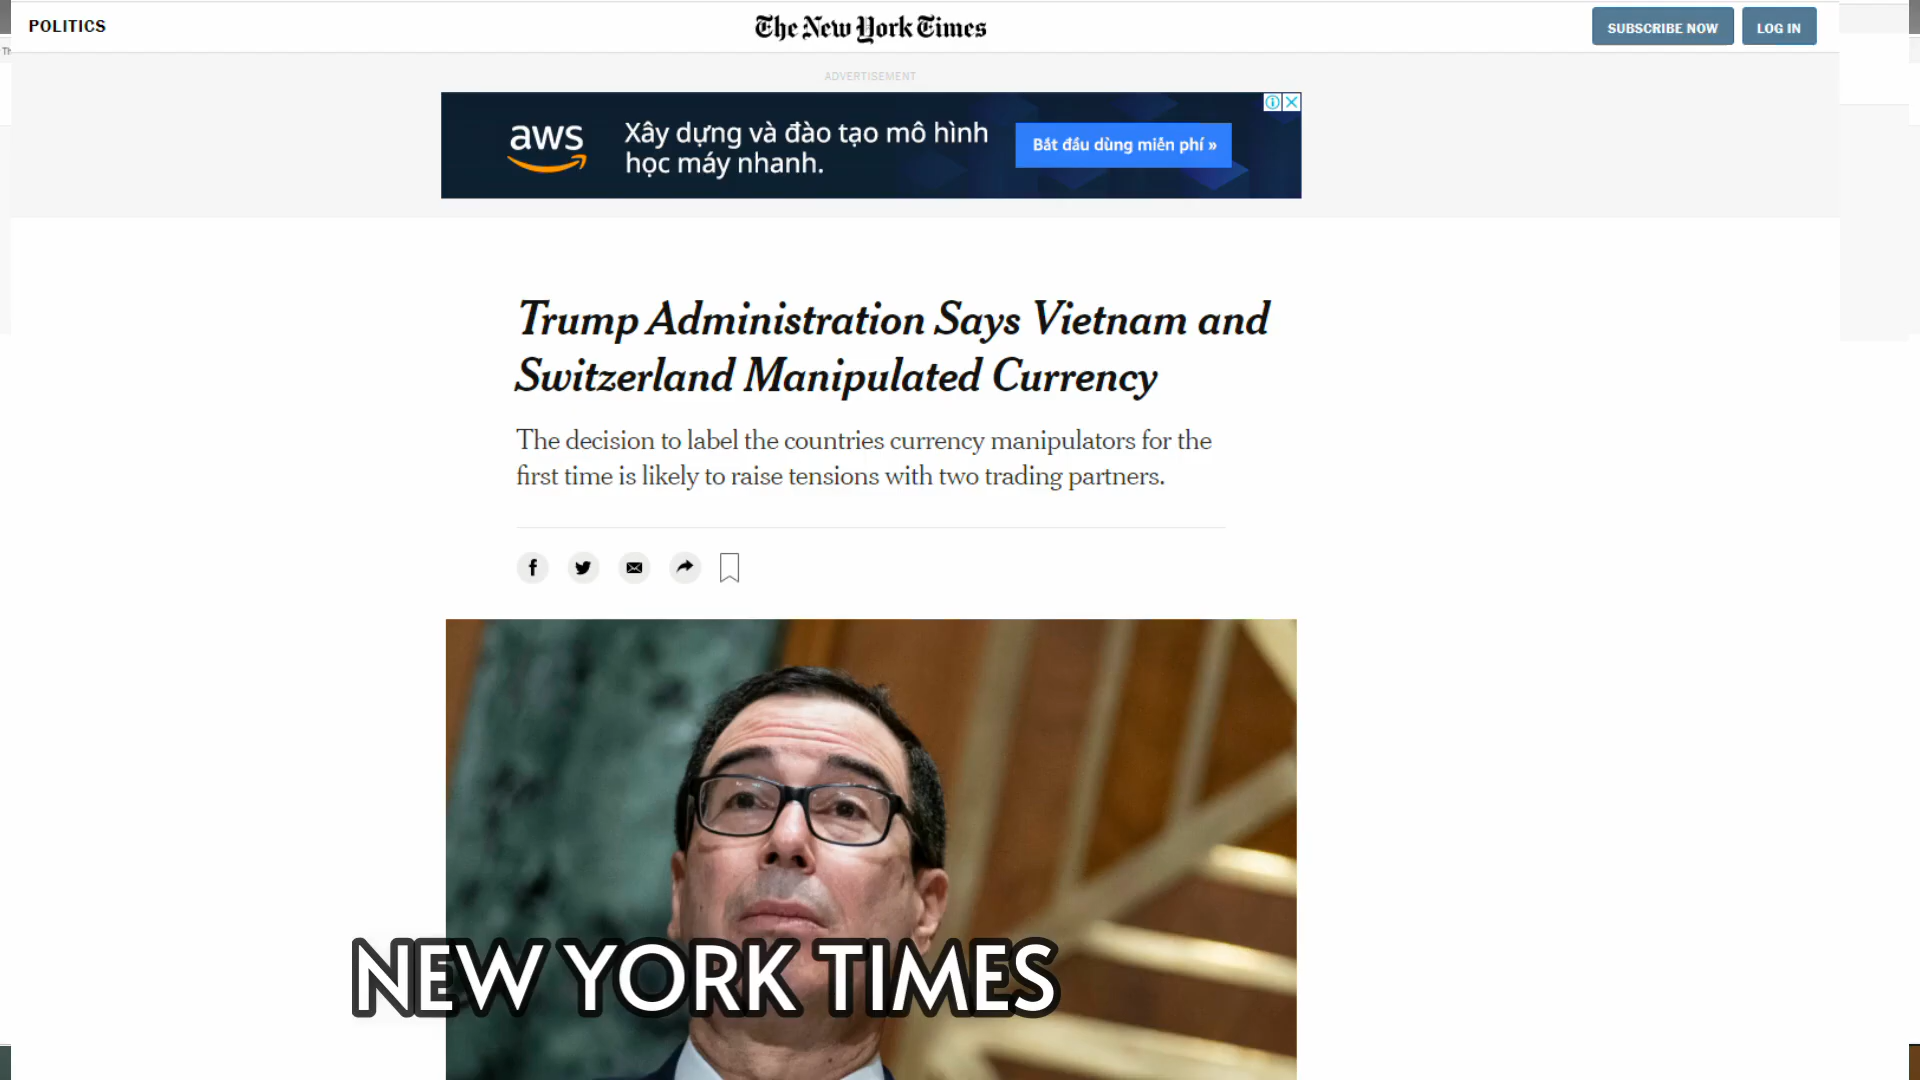 POLITICS
The New York Times
SUBSCRIBE NOW
LOG IN
ADVERTISEMENT
aws
Xây dựng và đào tạo mô hình
học máy nhanh.
Bắt đầu dùng miễn phí »
Trump Administration Says Vietnam and
Switzerland Manipulated Currency
The decision to label the countries currency manipulators for the
first time is likely to raise tensions with two trading partners.
NEW YORK TIMES